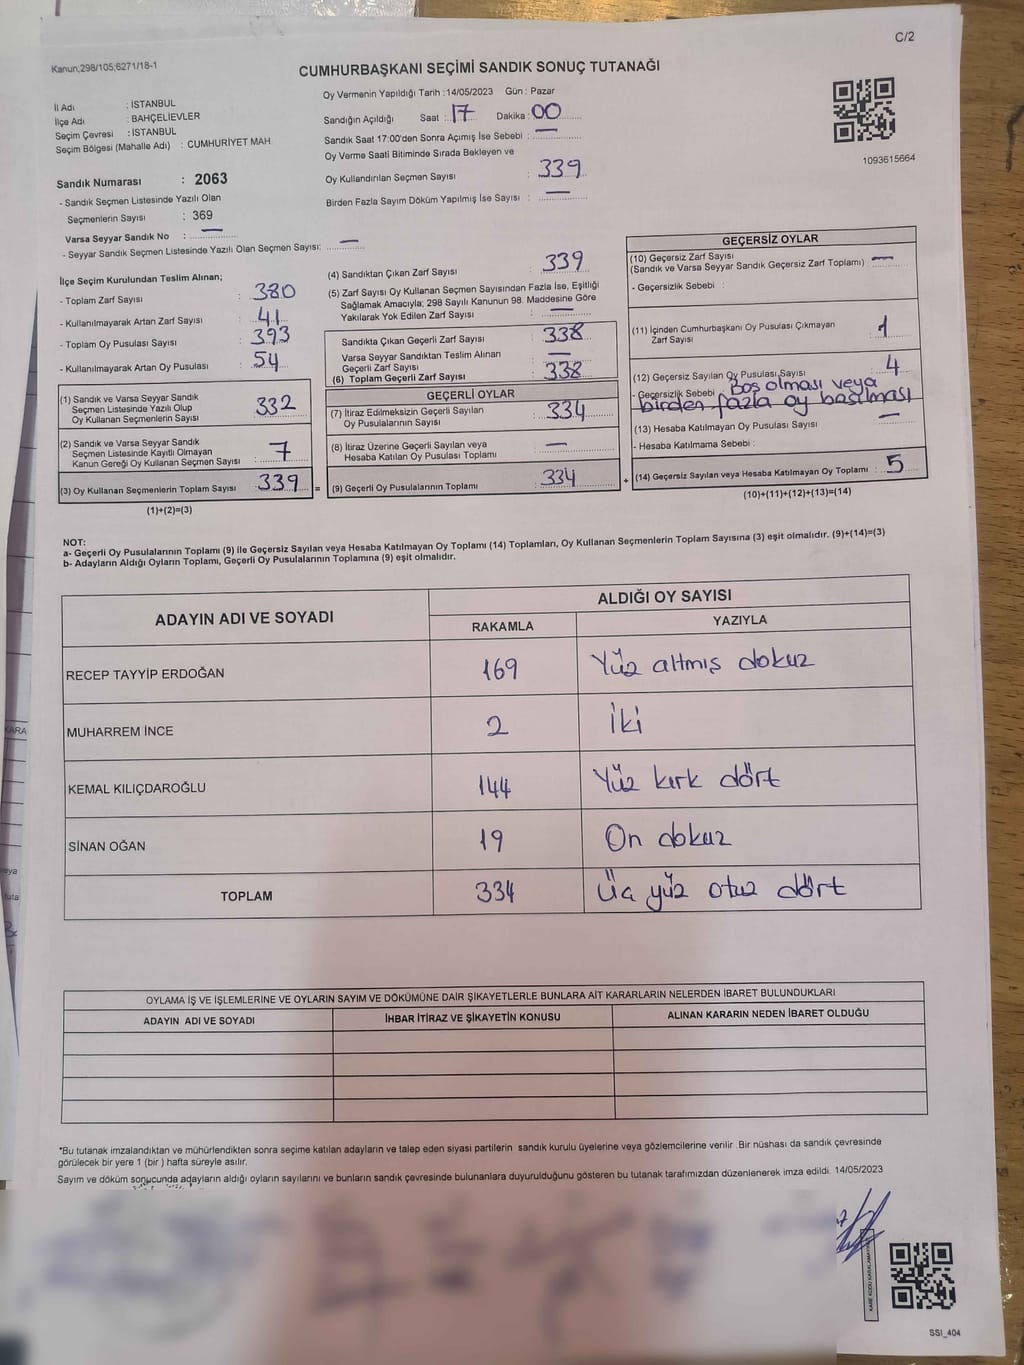 C/2
Kanun,298/105;6271/18-1
CUMHURBAŞKANI SEÇİMİ SANDIK SONUÇ TUTANAĞI
İl Adı : İSTANBUL
İlçe Adı : BAHÇELİEVLER
Seçim Çevresi : İSTANBUL
Seçim Bölgesi (Mahalle Adı) : CUMHURİYET MAH.
Sandık Numarası : 2063
- Sandık Seçmen Listesinde Yazılı Olan
Seçmenlerin Sayısı : 369
Varsa Seyyar Sandık No : —
- Seyyar Sandık Seçmen Listesinde Yazılı Olan Seçmen Sayısı: —
Oy Vermenin Yapıldığı Tarih :14/05/2023 Gün : Pazar
Sandığın Açıldığı Saat : 17 Dakika : 00
Sandık Saat 17:00'den Sonra Açımış İse Sebebi : —
Oy Verme Saati Bitiminde Sırada Bekleyen ve
Oy Kullandırılan Seçmen Sayısı : 339
Birden Fazla Sayım Döküm Yapılmış İse Sayısı : —
1093615664
İlçe Seçim Kurulundan Teslim Alınan;
- Toplam Zarf Sayısı : 380
- Kullanılmayarak Artan Zarf Sayısı : 41
- Toplam Oy Pusulası Sayısı : 393
- Kullanılmayarak Artan Oy Pusulası : 54
(1) Sandık ve Varsa Seyyar Sandık
Seçmen Listesinde Yazılı Olup
Oy Kullanan Seçmenlerin Sayısı : 332
(2) Sandık ve Varsa Seyyar Sandık
Seçmen Listesinde Kayıtlı Olmayan
Kanun Gereği Oy Kullanan Seçmen Sayısı : 7
(3) Oy Kullanan Seçmenlerin Toplam Sayısı : 339 =
(1)+(2)=(3)
(4) Sandıktan Çıkan Zarf Sayısı : 339
(5) Zarf Sayısı Oy Kullanan Seçmen Sayısından Fazla İse, Eşitliği
Sağlamak Amacıyla; 298 Sayılı Kanunun 98. Maddesine Göre
Yakılarak Yok Edilen Zarf Sayısı : —
Sandıkta Çıkan Geçerli Zarf Sayısı : 338
Varsa Seyyar Sandıktan Teslim Alınan
Geçerli Zarf Sayısı : —
(6) Toplam Geçerli Zarf Sayısı : 338
GEÇERLİ OYLAR
(7) İtiraz Edilmeksizin Geçerli Sayılan
Oy Pusulalarının Sayısı : 334
(8) İtiraz Üzerine Geçerli Sayılan veya
Hesaba Katılan Oy Pusulası Toplamı : —
(9) Geçerli Oy Pusulalarının Toplamı : 334 +
GEÇERSİZ OYLAR
(10) Geçersiz Zarf Sayısı
(Sandık ve Varsa Seyyar Sandık Geçersiz Zarf Toplamı) : —
- Geçersizlik Sebebi :
(11) İçinden Cumhurbaşkanı Oy Pusulası Çıkmayan
Zarf Sayısı : 1
(12) Geçersiz Sayılan Oy Pusulası Sayısı : 4
- Geçersizlik Sebebi : Boş olması veya
birden fazla oy basılması
(13) Hesaba Katılmayan Oy Pusulası Sayısı : —
- Hesaba Katılmama Sebebi :
(14) Geçersiz Sayılan veya Hesaba Katılmayan Oy Toplamı : 5
(10)+(11)+(12)+(13)=(14)
NOT:
a- Geçerli Oy Pusulalarının Toplamı (9) ile Geçersiz Sayılan veya Hesaba Katılmayan Oy Toplamı (14) Toplamları, Oy Kullanan Seçmenlerin Toplam Sayısına (3) eşit olmalıdır. (9)+(14)=(3)
b- Adayların Aldığı Oyların Toplamı, Geçerli Oy Pusulalarının Toplamına (9) eşit olmalıdır.
ADAYIN ADI VE SOYADI
ALDIĞI OY SAYISI
RAKAMLA YAZIYLA
RECEP TAYYİP ERDOĞAN 169 Yüz altmış dokuz
MUHARREM İNCE 2 İki
KEMAL KILIÇDAROĞLU 144 Yüz kırk dört
SİNAN OĞAN 19 On dokuz
TOPLAM 334 Üç yüz otuz dört
OYLAMA İŞ VE İŞLEMLERİNE VE OYLARIN SAYIM VE DÖKÜMÜNE DAİR ŞİKAYETLERLE BUNLARA AİT KARARLARIN NELERDEN İBARET BULUNDUKLARI
ADAYIN ADI VE SOYADI İHBAR İTİRAZ VE ŞİKAYETİN KONUSU ALINAN KARARIN NEDEN İBARET OLDUĞU
*Bu tutanak imzalandıktan ve mühürlendikten sonra seçime katılan adayların ve talep eden siyasi partilerin sandık kurulu üyelerine veya gözlemcilerine verilir .Bir nüshası da sandık çevresinde
görülecek bir yere 1 (bir ) hafta süreyle asılır.
Sayım ve döküm sonucunda adayların aldığı oyların sayılarını ve bunların sandık çevresinde bulunanlara duyurulduğunu gösteren bu tutanak tarafımızdan düzenlenerek imza edildi. 14/05/2023
SSI_404